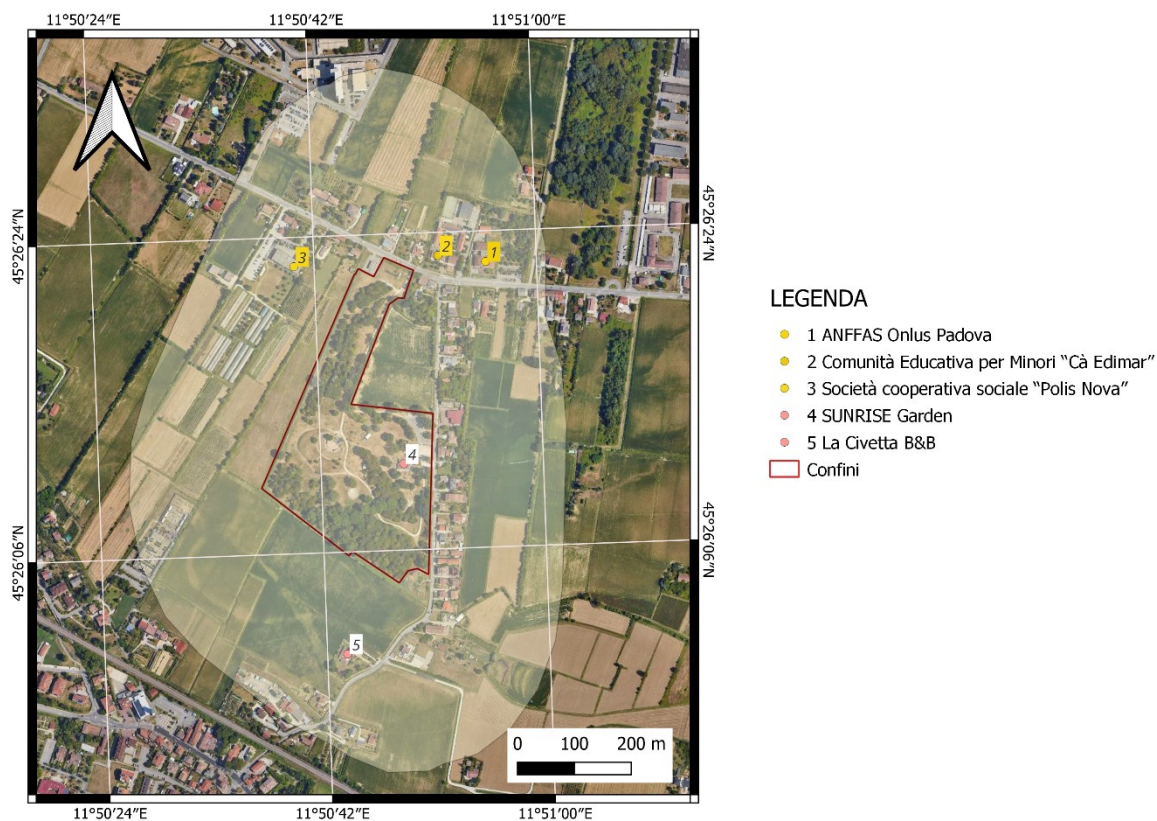 11°50′24″E
11°50′42″E
11°51′00″E
45°26′24″N
45°26′24″N
3
2
1
4
45°26′06″N
45°26′06″N
5
0 100 200 m
11°50′24″E
11°50′42″E
11°51′00″E
LEGENDA
1 ANFFAS Onlus Padova
2 Comunità Educativa per Minori “Cà Edimar”
3 Società cooperativa sociale “Polis Nova”
4 SUNRISE Garden
5 La Civetta B&B
Confini